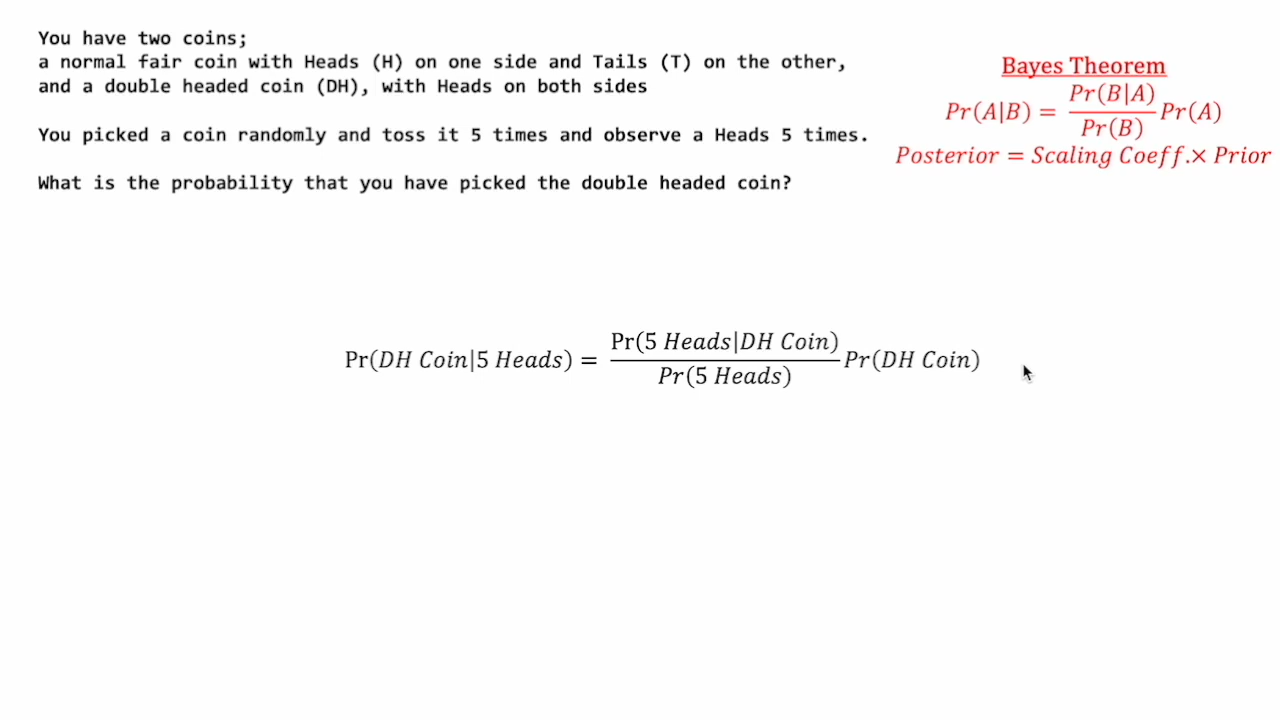 You have two coins;
a normal fair coin with Heads (H) on one side and Tails (T) on the other,
and a double headed coin (DH), with Heads on both sides
You picked a coin randomly and toss it 5 times and observe a Heads 5 times.
What is the probability that you have picked the double headed coin?
Bayes Theorem
Pr(A|B) = Pr(B|A) / Pr(B) Pr(A)
Posterior = Scaling Coeff.× Prior
Pr(DH Coin|5 Heads) = Pr(5 Heads|DH Coin) / Pr(5 Heads) Pr(DH Coin)